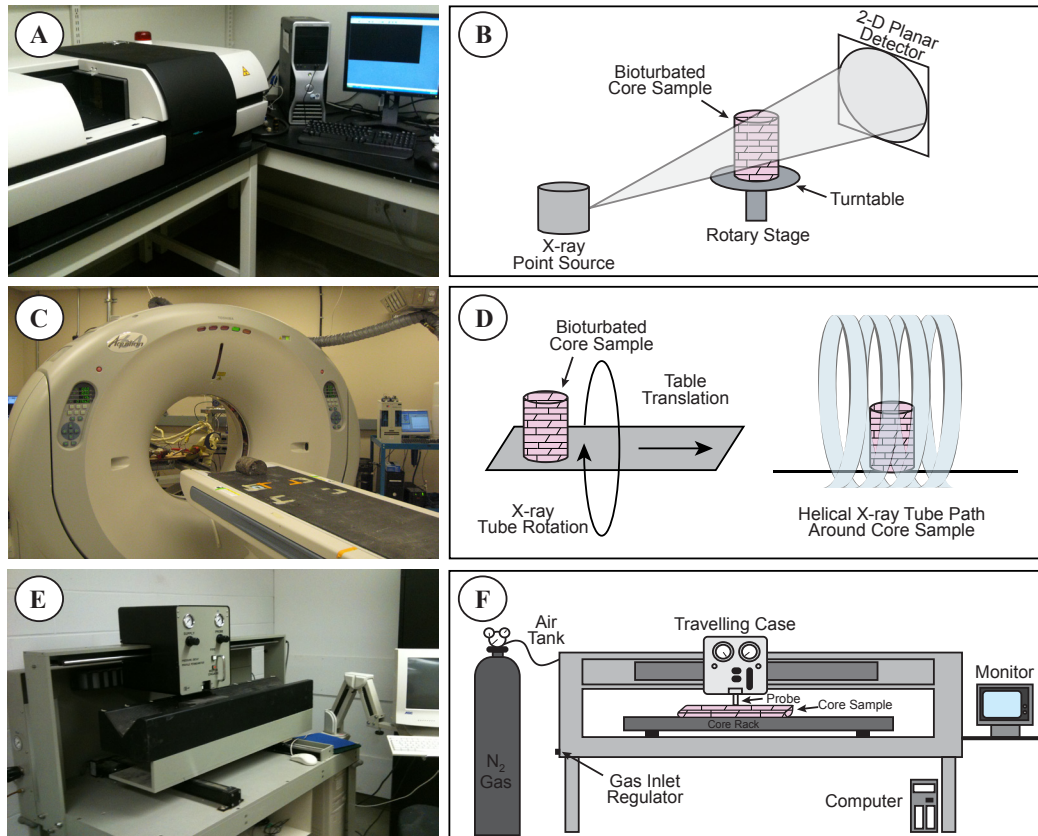 A
B
2-D Planar
Detector
Bioturbated
Core Sample
Turntable
X-ray
Point Source
Rotary Stage
C
TOSHIBA
Aquilion
D
Bioturbated
Core Sample
Table
Translation
X-ray
Tube Rotation
Helical X-ray Tube Path
Around Core Sample
E
F
Air
Tank
Travelling Case
Monitor
Probe
Core Sample
Core Rack
N2
Gas
Gas Inlet
Regulator
Computer